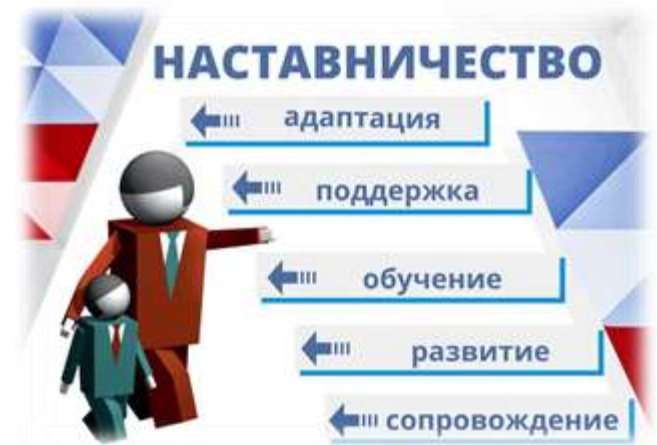 НАСТАВНИЧЕСТВО
адаптация
поддержка
обучение
развитие
сопровождение